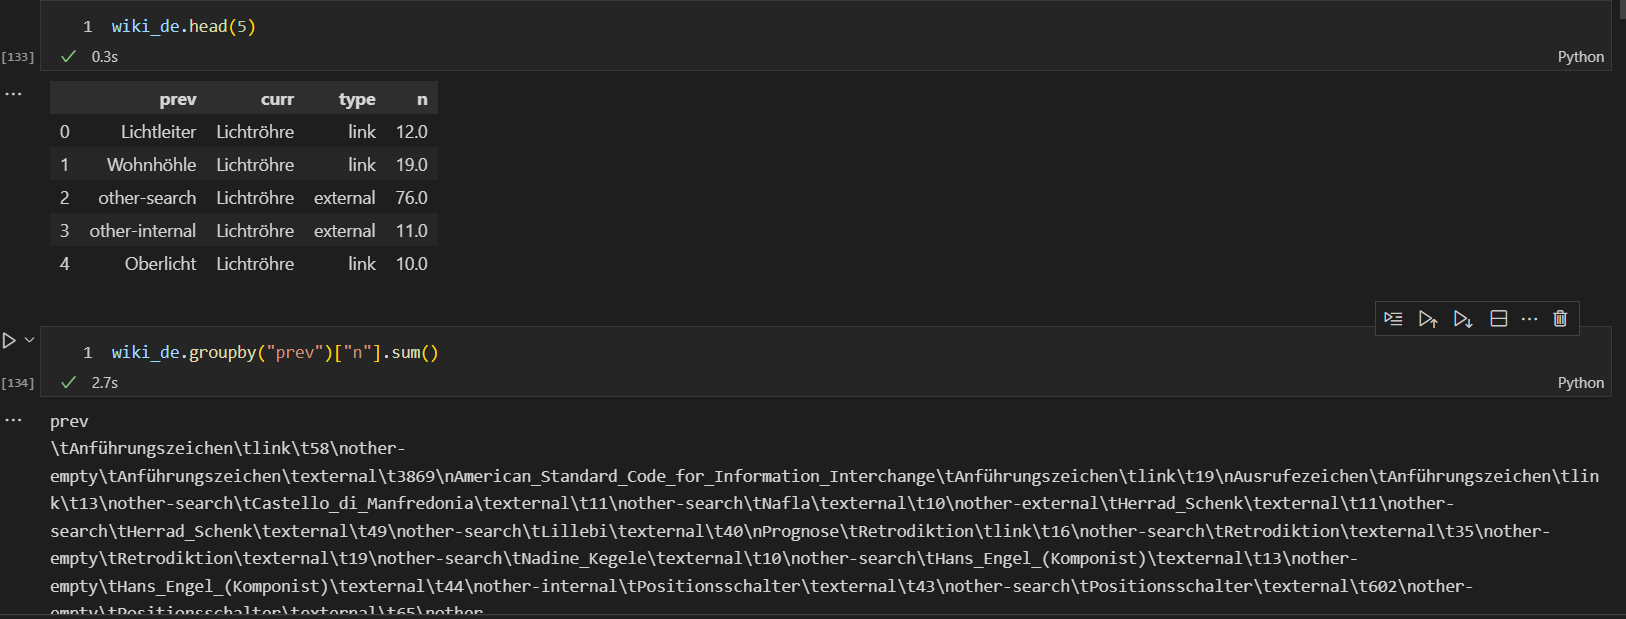 1 wiki_de.head(5)
[133] 0.3s Python
prev curr type n
0 Lichtleiter Lichtröhre link 12.0
1 Wohnhöhle Lichtröhre link 19.0
2 other-search Lichtröhre external 76.0
3 other-internal Lichtröhre external 11.0
4 Oberlicht Lichtröhre link 10.0
1 wiki_de.groupby("prev")["n"].sum()
[134] 2.7s Python
prev
\tAnführungszeichen\tlink\t58\nother-
empty\tAnführungszeichen\texternal\t3869\nAmerican_Standard_Code_for_Information_Interchange\tAnführungszeichen\tlink\t19\nAusrufezeichen\tAnführungszeichen\tlin
k\t13\nother-search\tCastello_di_Manfredonia\texternal\t11\nother-search\tNafla\texternal\t10\nother-external\tHerrad_Schenk\texternal\t11\nother-
search\tHerrad_Schenk\texternal\t49\nother-search\tLillebi\texternal\t40\nPrognose\tRetrodiktion\tlink\t16\nother-search\tRetrodiktion\texternal\t35\nother-
empty\tRetrodiktion\texternal\t19\nother-search\tNadine_Kegele\texternal\t10\nother-search\tHans_Engel_(Komponist)\texternal\t13\nother-
empty\tHans_Engel_(Komponist)\texternal\t44\nother-internal\tPositionsschalter\texternal\t43\nother-search\tPositionsschalter\texternal\t602\nother-
empty\tPositionsschalter\texternal\t65\nother